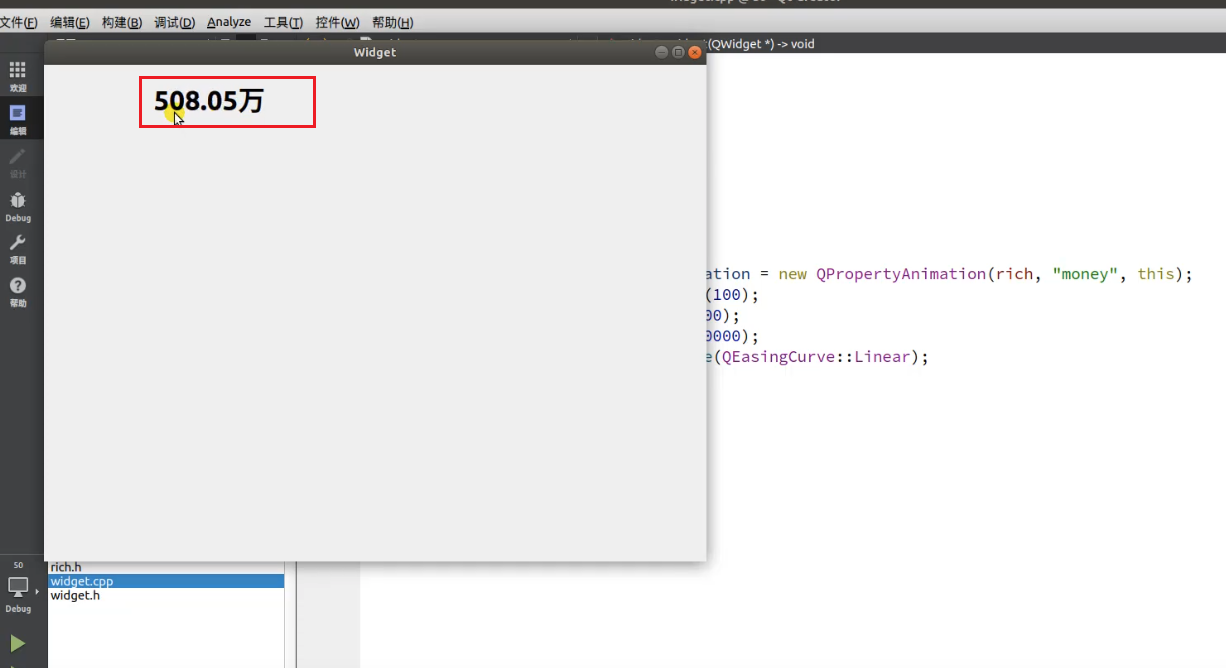 文件(F) 编辑(E) 构建(B) 调试(D) Analyze 工具(T) 控件(W) 帮助(H)
Widget
(QWidget *) -> void
欢迎
508.05万
编辑
设计
Debug
项目
帮助
ation = new QPropertyAnimation(rich, "money", this);
(100);
00);
0000);
e(QEasingCurve::Linear);
so
rich.h
widget.cpp
widget.h
Debug